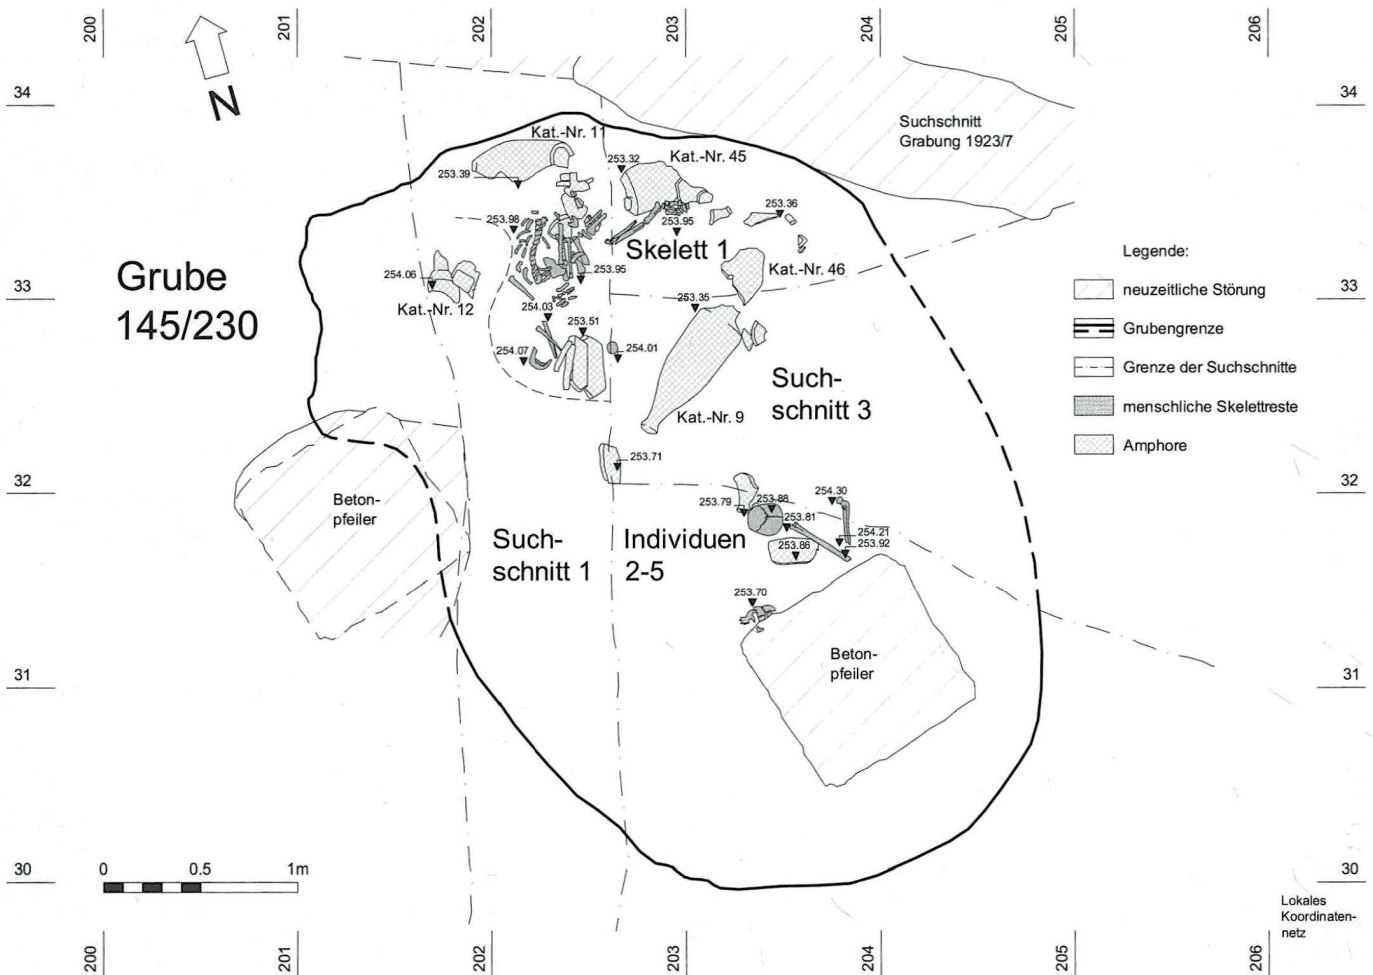 200
201
202
203
204
205
206
N
34
34
Suchschnitt
Grabung 1923/7
Kat.-Nr. 11
253.32
Kat.-Nr. 45
253.39
253.36
253.98
253.95
Skelett 1
Legende:
Grube
145/230
254.06
253.95
Kat.-Nr. 46
neuzeitliche Störung
33
33
Kat.-Nr. 12
254.03
253.51
253.35
Grubengrenze
254.07
254.01
Grenze der Suchschnitte
Such-
schnitt 3
menschliche Skelettreste
Kat.-Nr. 9
Amphore
253.71
32
32
Beton-
pfeiler
253.79
253.88
254.30
253.81
254.21
253.92
253.86
Such-
schnitt 1
Individuen
2-5
253.70
Beton-
pfeiler
31
31
0
0.5
1m
30
30
Lokales
Koordinaten-
netz
200
201
202
203
204
205
206